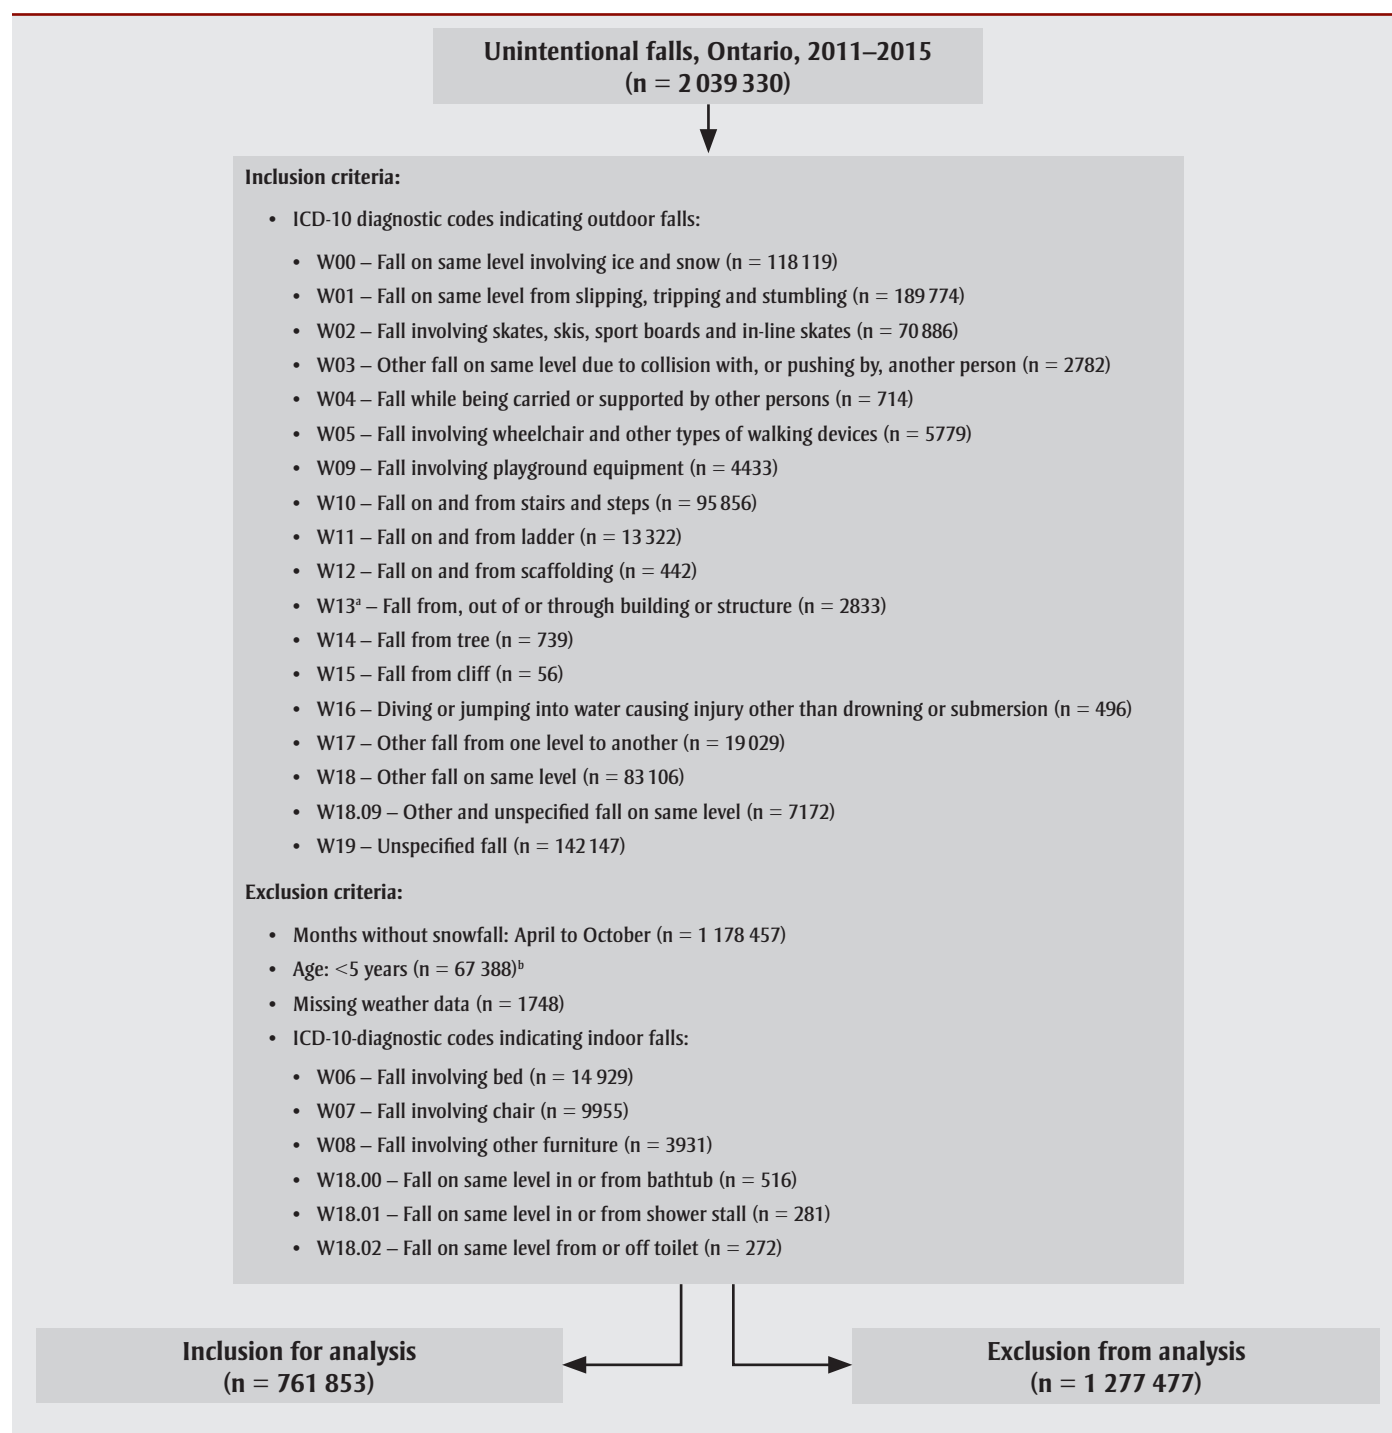 Unintentional falls, Ontario, 2011–2015
(n = 2 039 330)
Inclusion criteria:
• ICD-10 diagnostic codes indicating outdoor falls:
• W00 – Fall on same level involving ice and snow (n = 118 119)
• W01 – Fall on same level from slipping, tripping and stumbling (n = 189 774)
• W02 – Fall involving skates, skis, sport boards and in-line skates (n = 70 886)
• W03 – Other fall on same level due to collision with, or pushing by, another person (n = 2782)
• W04 – Fall while being carried or supported by other persons (n = 714)
• W05 – Fall involving wheelchair and other types of walking devices (n = 5779)
• W09 – Fall involving playground equipment (n = 4433)
• W10 – Fall on and from stairs and steps (n = 95 856)
• W11 – Fall on and from ladder (n = 13 322)
• W12 – Fall on and from scaffolding (n = 442)
• W13ᵃ – Fall from, out of or through building or structure (n = 2833)
• W14 – Fall from tree (n = 739)
• W15 – Fall from cliff (n = 56)
• W16 – Diving or jumping into water causing injury other than drowning or submersion (n = 496)
• W17 – Other fall from one level to another (n = 19 029)
• W18 – Other fall on same level (n = 83 106)
• W18.09 – Other and unspecified fall on same level (n = 7172)
• W19 – Unspecified fall (n = 142 147)
Exclusion criteria:
• Months without snowfall: April to October (n = 1 178 457)
• Age: <5 years (n = 67 388)ᵇ
• Missing weather data (n = 1748)
• ICD-10-diagnostic codes indicating indoor falls:
• W06 – Fall involving bed (n = 14 929)
• W07 – Fall involving chair (n = 9955)
• W08 – Fall involving other furniture (n = 3931)
• W18.00 – Fall on same level in or from bathtub (n = 516)
• W18.01 – Fall on same level in or from shower stall (n = 281)
• W18.02 – Fall on same level from or off toilet (n = 272)
Inclusion for analysis
(n = 761 853)
Exclusion from analysis
(n = 1 277 477)